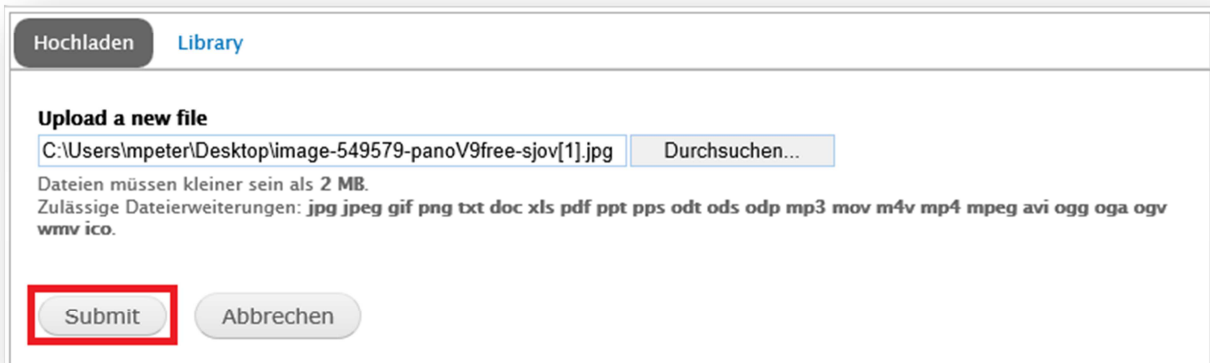 Hochladen Library
Upload a new file
C:\Users\mpeter\Desktop\image-549579-panoV9free-sjov[1].jpg Durchsuchen...
Dateien müssen kleiner sein als 2 MB.
Zulässige Dateierweiterungen: jpg jpeg gif png txt doc xls pdf ppt pps odt ods odp mp3 mov m4v mp4 mpeg avi ogg oga ogv
wmv ico.
Submit Abbrechen